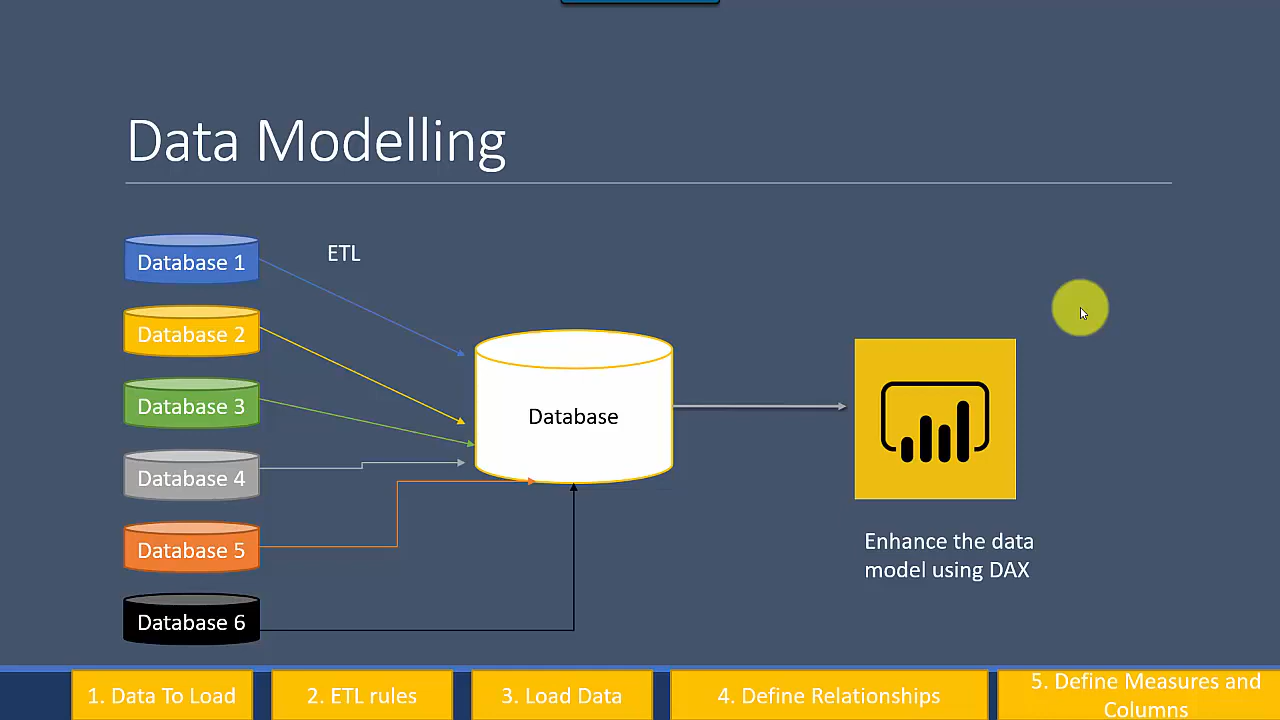 Data Modelling
ETL
Database 1
Database 2
Database 3
Database 4
Database 5
Database 6
Database
Enhance the data
model using DAX
1. Data To Load
2. ETL rules
3. Load Data
4. Define Relationships
5. Define Measures and
Columns